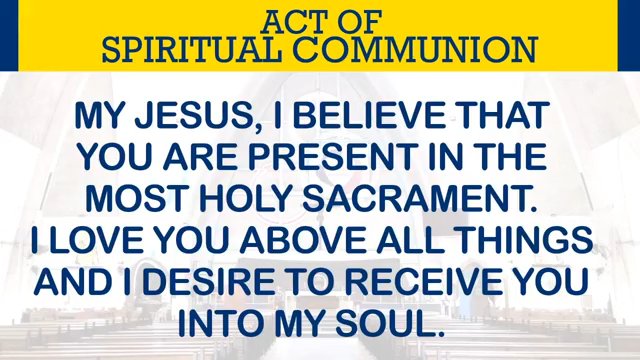 ACT OF
SPIRITUAL COMMUNION
MY JESUS, I BELIEVE THAT
YOU ARE PRESENT IN THE
MOST HOLY SACRAMENT.
I LOVE YOU ABOVE ALL THINGS
AND I DESIRE TO RECEIVE YOU
INTO MY SOUL.